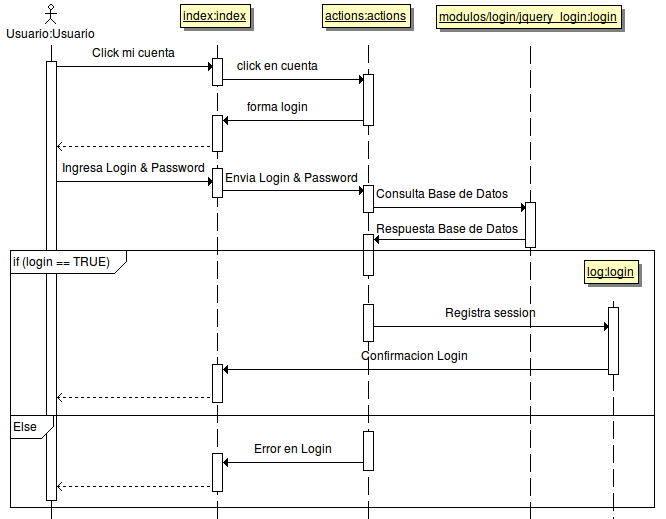 index:index
actions:actions
modulos/login/jquery_login:login
Usuario:Usuario
Click mi cuenta
click en cuenta
forma login
Ingresa Login & Password
Envia Login & Password
Consulta Base de Datos
Respuesta Base de Datos
if (login == TRUE)
log:login
Registra session
Confirmacion Login
Else
Error en Login